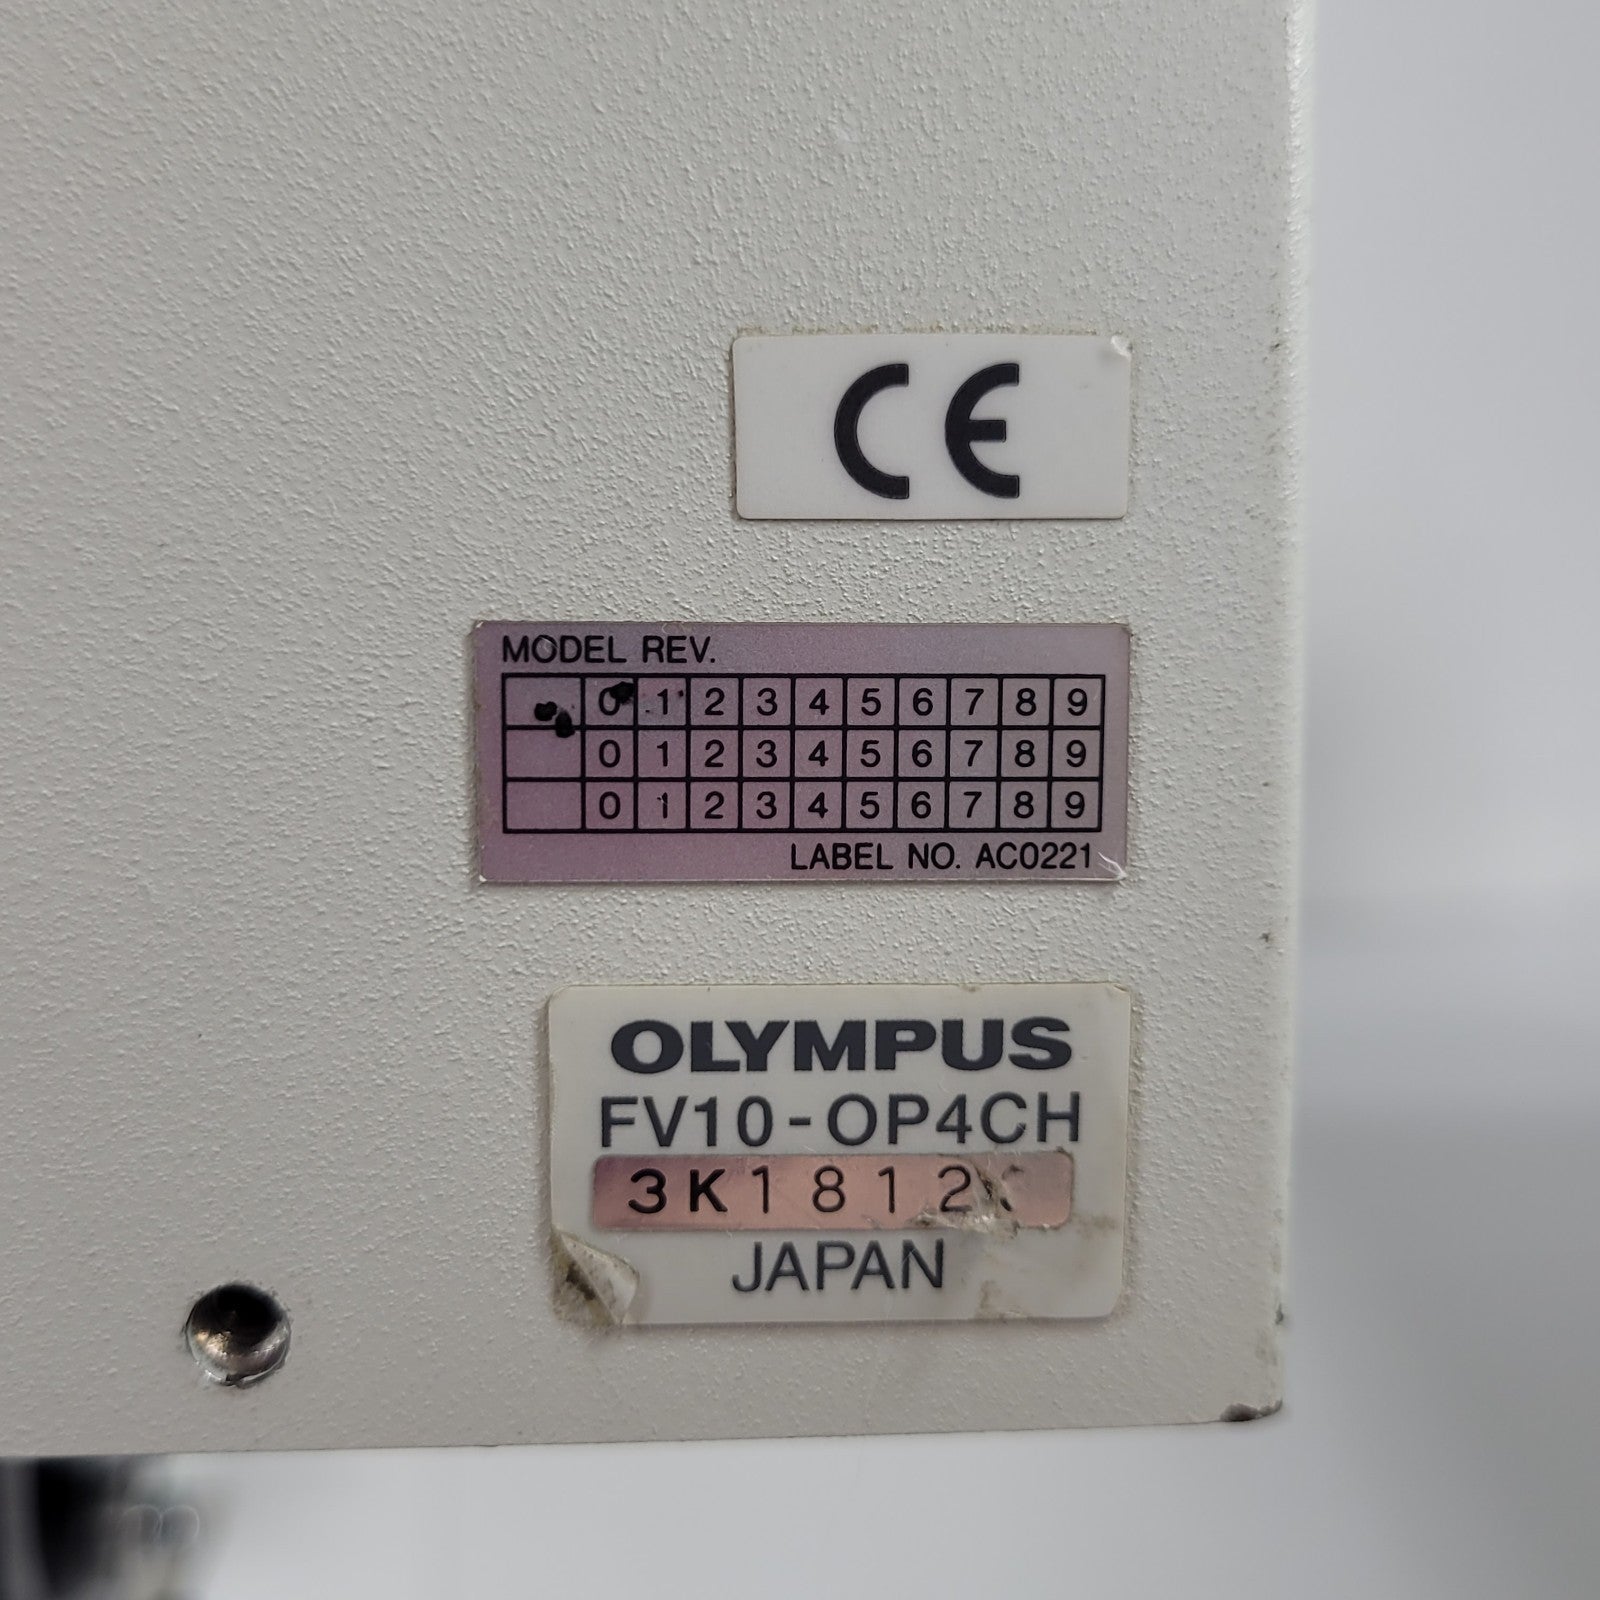 CE
MODEL REV.
0 1 2 3 4 5 6 7 8 9
0 1 2 3 4 5 6 7 8 9
0 1 2 3 4 5 6 7 8 9
LABEL NO. AC0221
OLYMPUS
FV10-OP4CH
JAPAN